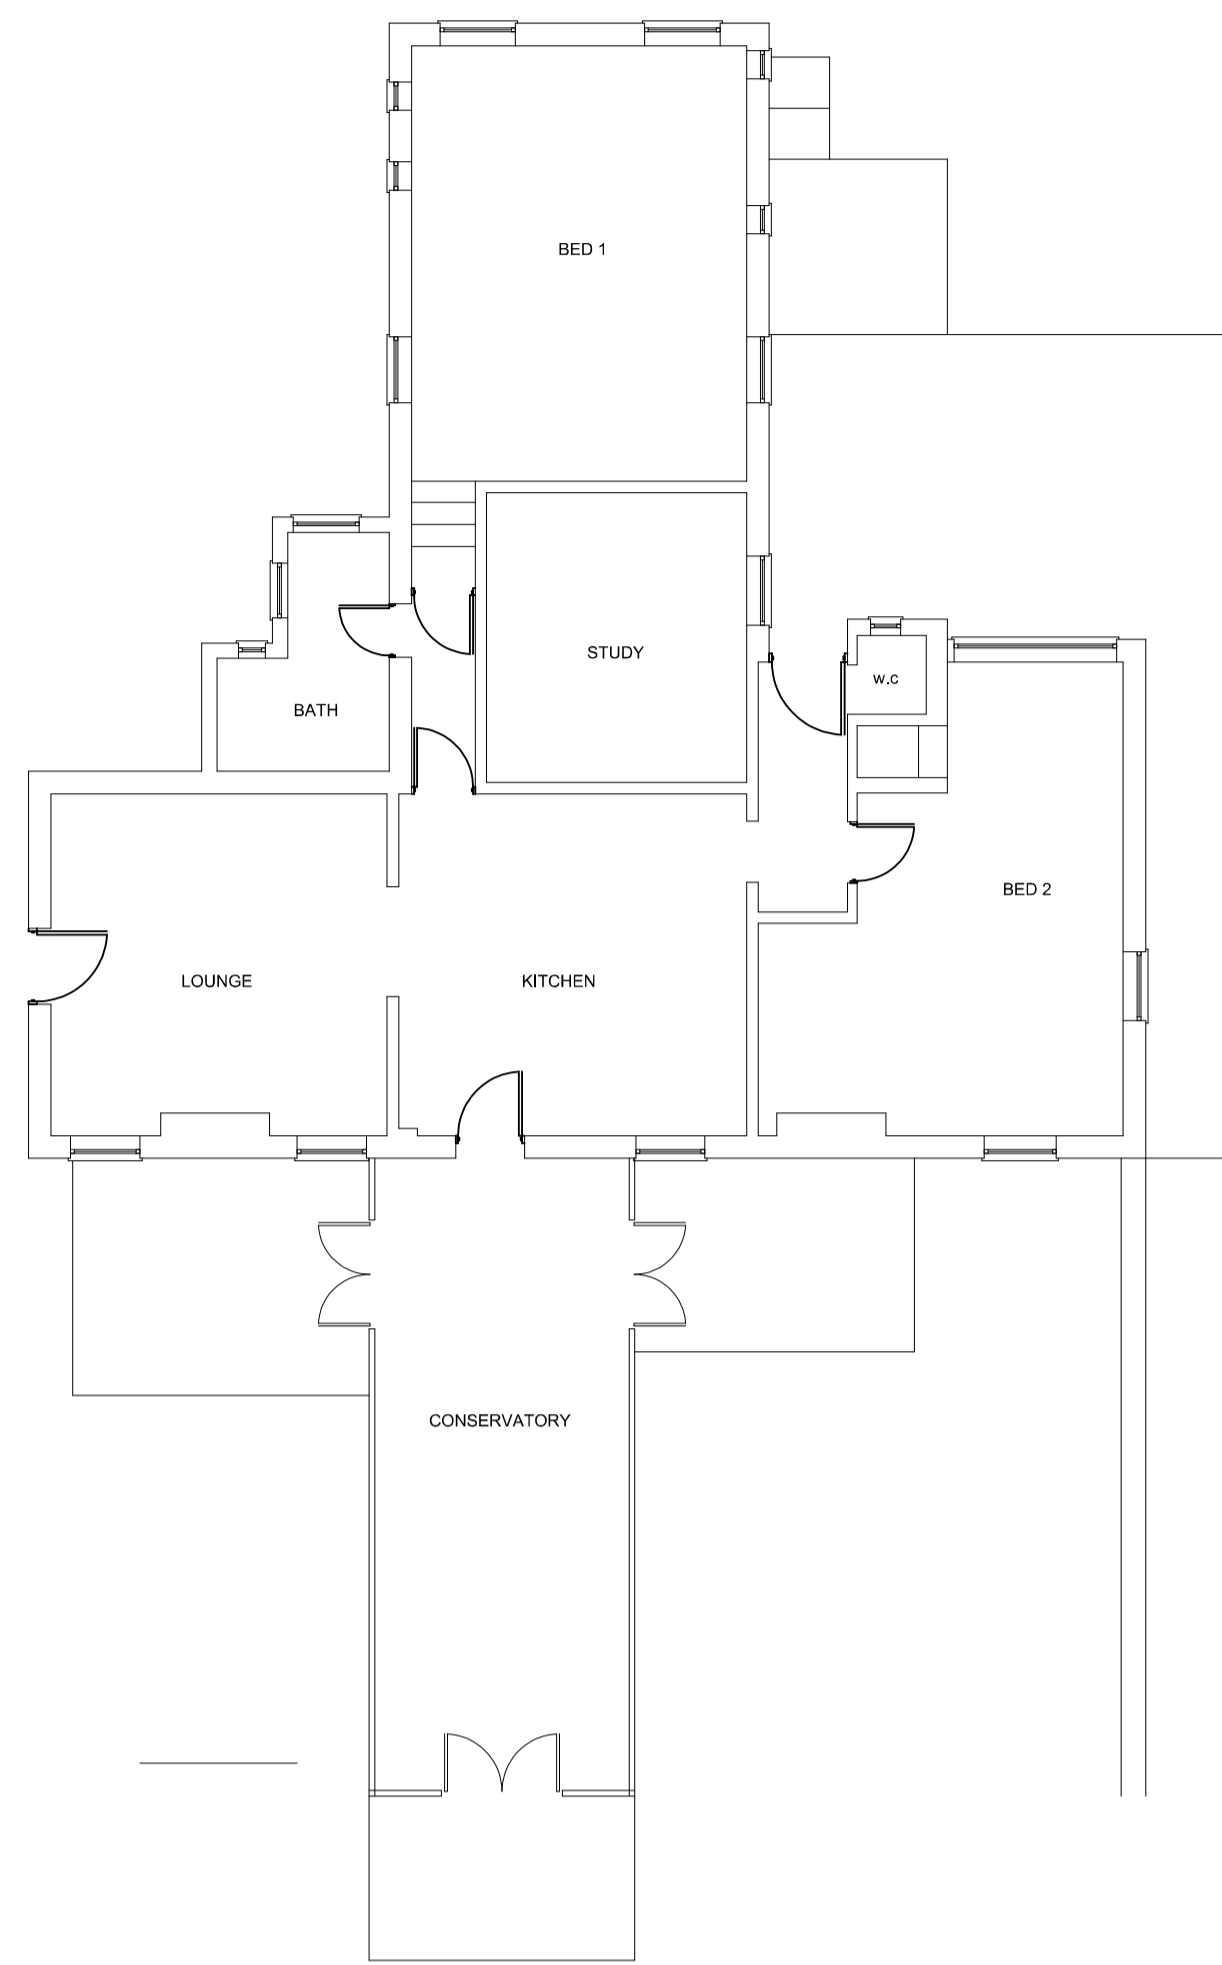 BED 1
STUDY
W.C
BATH
BED 2
LOUNGE
KITCHEN
CONSERVATORY